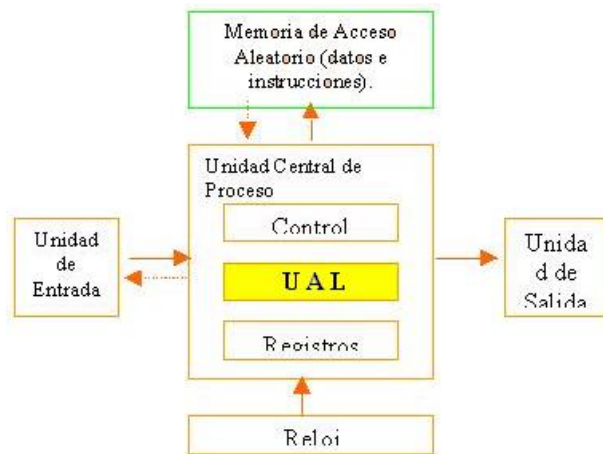 Memoria de Acceso
Aleatorio (datos e
instrucciones).
Unidad Central de
Proceso
Control
Unidad
de
Entrada
U A L
Unida
d de
Salida
Registros
Reloj